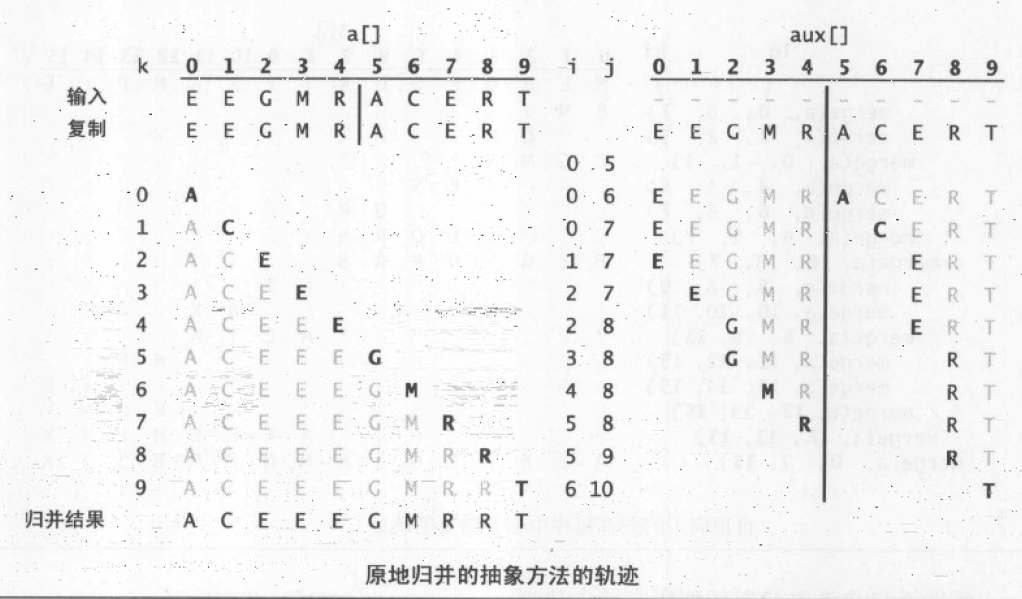 a[] aux[]
k 0 1 2 3 4 5 6 7 8 9 i j 0 1 2 3 4 5 6 7 8 9
输入 E E G M R A C E R T
复制 E E G M R A C E R T E E G M R A C E R T
0 5
0 A 0 6 E E G M R A C E R T
1 A C 0 7 E E G M R C E R T
2 A C E 1 7 E E G M R E R T
3 A C E E 2 7 E G M R E R T
4 A C E E E 2 8 G M R E R T
5 A C E E E G 3 8 G M R R T
6 A C E E E G M 4 8 M R R T
7 A C E E E G M R 5 8 R R T
8 A C E E E G M R R 5 9 R T
9 A C E E E G M R R T 6 10 T
归并结果 A C E E E G M R R T
原地归并的抽象方法的轨迹